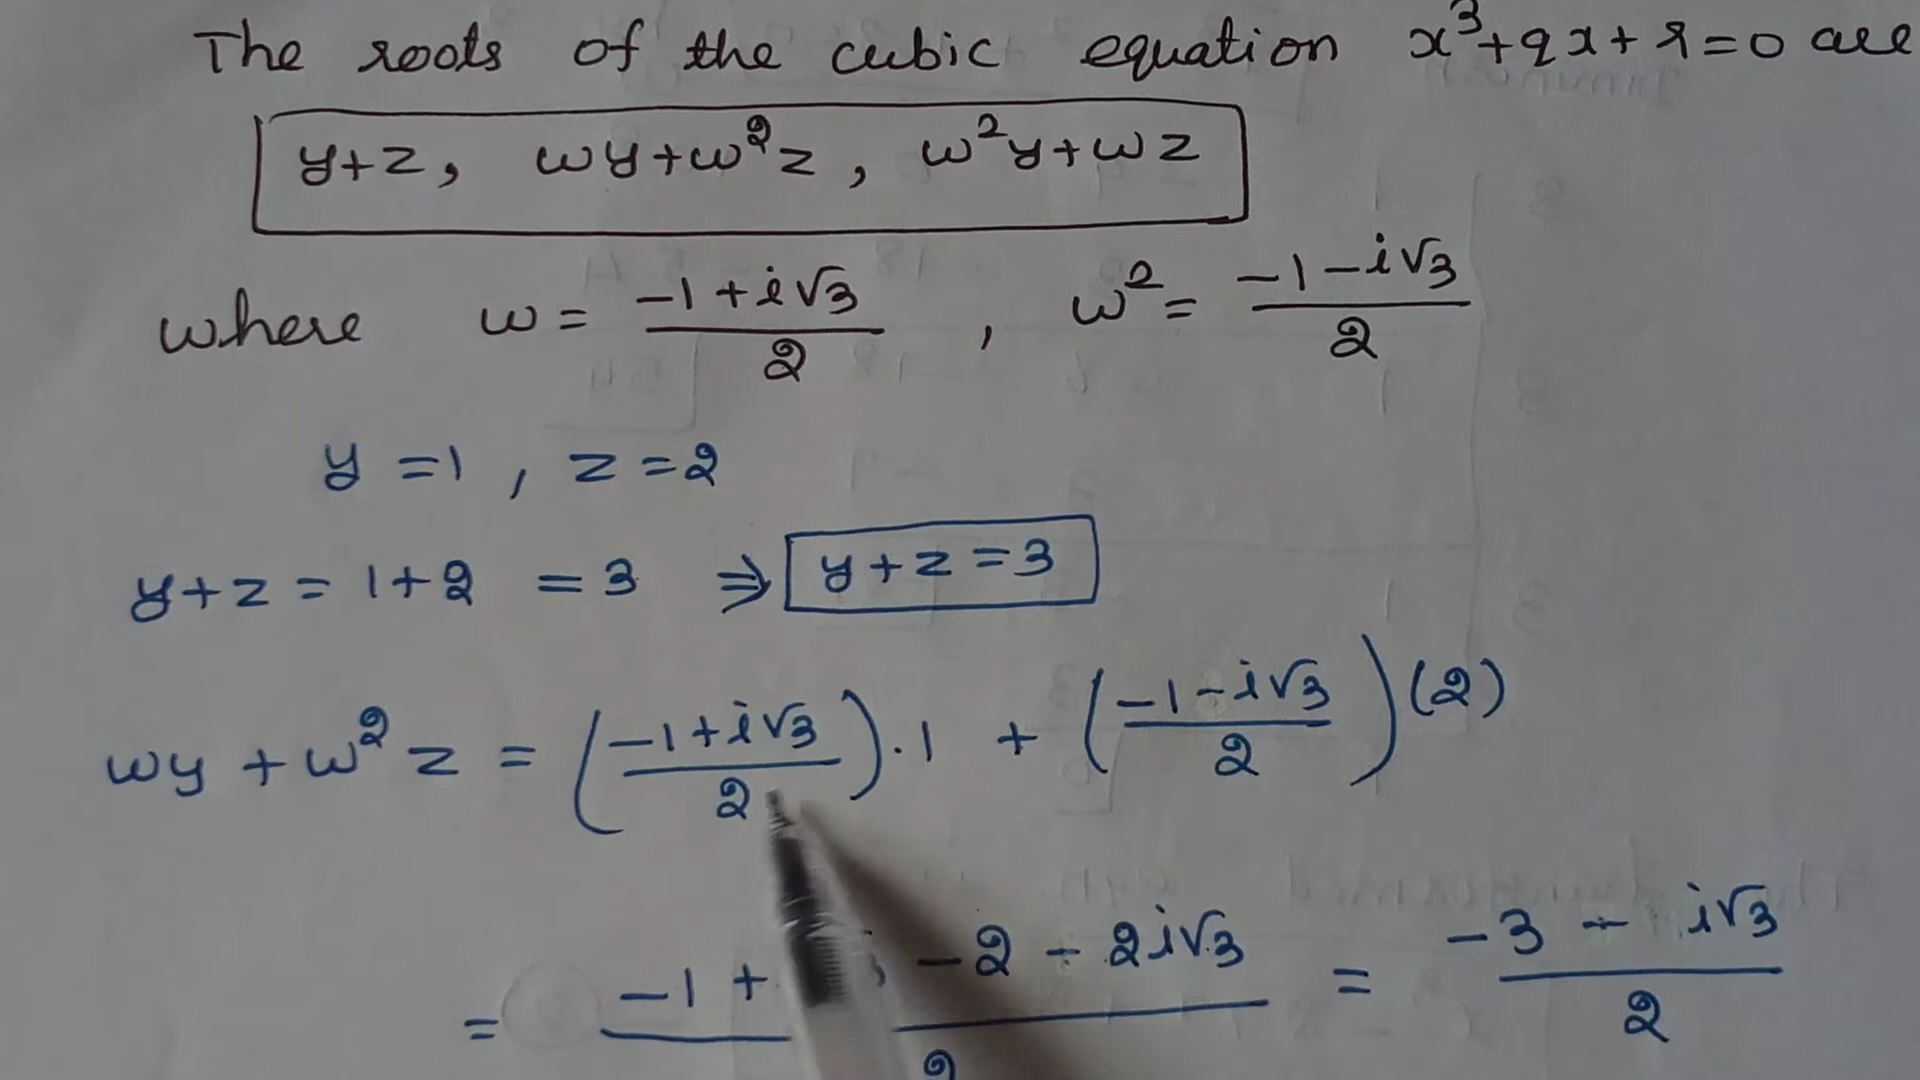 The roots of the cubic equation x³+qx+r=0 are
y+z, ωy+ω²z, ω²y+ωz
where ω = (-1+i√3)/2 , ω² = (-1-i√3)/2
y=1, z=2
y+z = 1+2 = 3 ⇒ y+z=3
ωy+ω²z = ((-1+i√3)/2).1 + ((-1-i√3)/2)(2)
= -1+ -2-2i√3 / 2 = (-3-i√3)/2